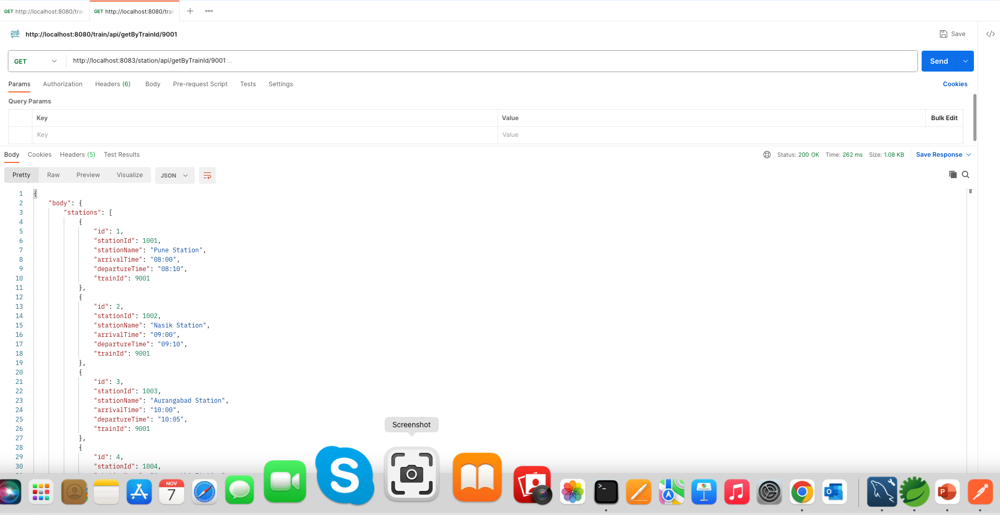 GET http://localhost:8080/trai
GET http://localhost:8080/trai
HTTP http://localhost:8080/train/api/getByTrainId/9001
Save
</>
GET
http://localhost:8083/station/api/getByTrainId/9001...
Send
Params Authorization Headers (6) Body Pre-request Script Tests Settings
Cookies
Query Params
Key Value Bulk Edit
Key Value
Body Cookies Headers (5) Test Results
Status: 200 OK Time: 262 ms Size: 1.08 KB Save Response
Pretty Raw Preview Visualize JSON
1 {
2 "body": {
3 "stations": [
4 {
5 "id": 1,
6 "stationId": 1001,
7 "stationName": "Pune Station",
8 "arrivalTime": "08:00",
9 "departureTime": "08:10",
10 "trainId": 9001
11 },
12 {
13 "id": 2,
14 "stationId": 1002,
15 "stationName": "Nasik Station",
16 "arrivalTime": "09:00",
17 "departureTime": "09:10",
18 "trainId": 9001
19 },
20 {
21 "id": 3,
22 "stationId": 1003,
23 "stationName": "Aurangabad Station",
24 "arrivalTime": "10:00",
25 "departureTime": "10:05",
26 "trainId": 9001
27 },
28 {
29 "id": 4,
30 "stationId": 1004,
Screenshot
NOV
7
S
>_
O
P